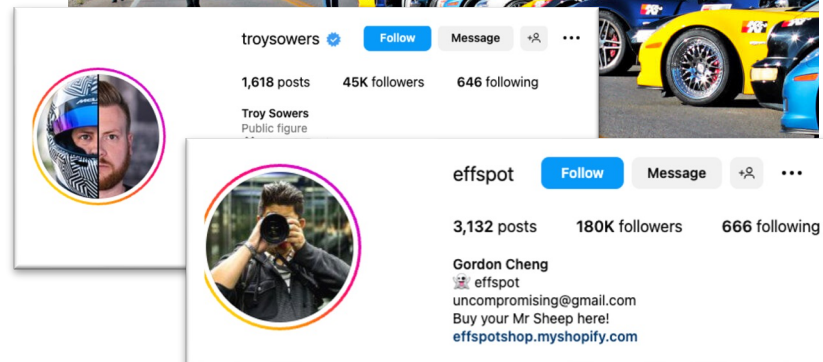 troysowers
Follow
Message
1,618 posts 45K followers 646 following
Troy Sowers
Public figure
effspot
Follow
Message
3,132 posts 180K followers 666 following
Gordon Cheng
👻 effspot
uncompromising@gmail.com
Buy your Mr Sheep here!
effspotshop.myshopify.com